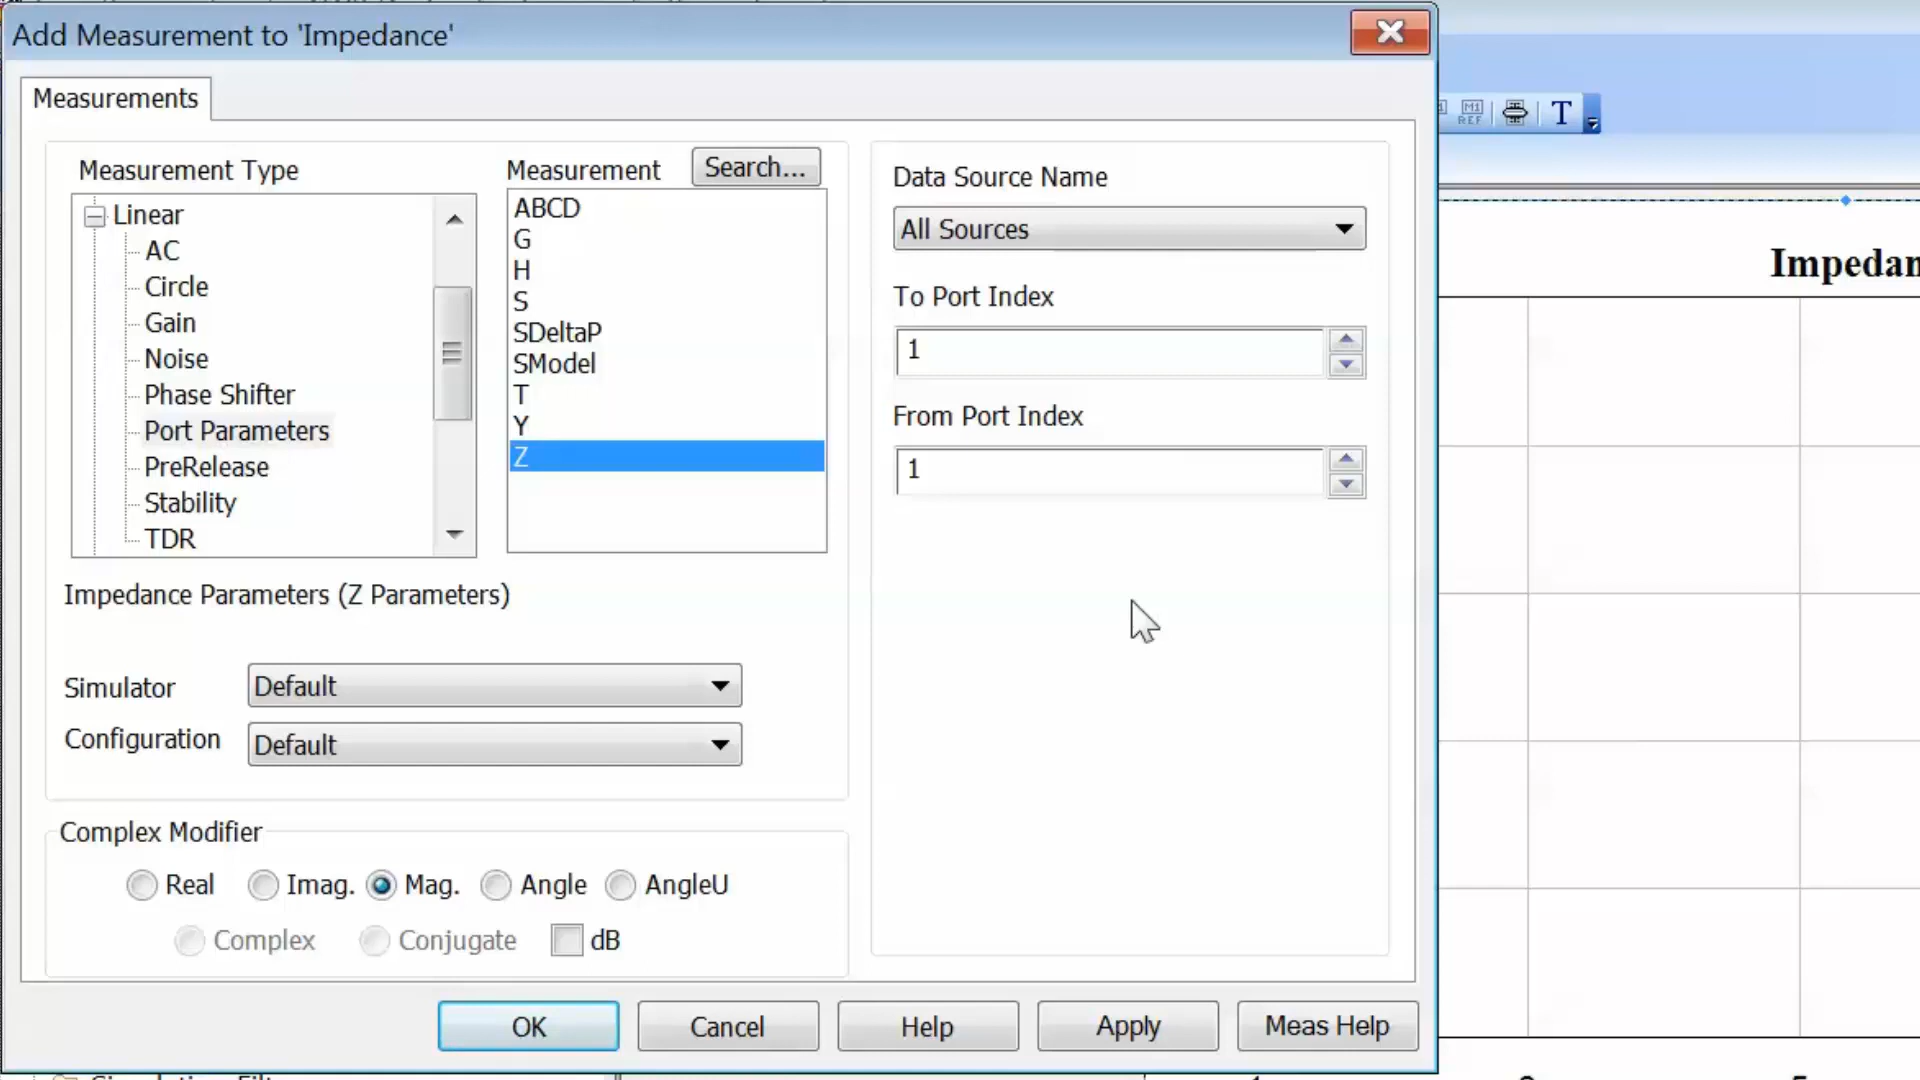 Add Measurement to 'Impedance'
Measurements
Measurement Type
Linear
AC
Circle
Gain
Noise
Phase Shifter
Port Parameters
PreRelease
Stability
TDR
Measurement
Search...
ABCD
G
H
S
SDeltaP
SModel
T
Y
Z
Impedance Parameters (Z Parameters)
Simulator Default
Configuration Default
Complex Modifier
Real Imag. Mag. Angle AngleU
Complex Conjugate dB
Data Source Name
All Sources
To Port Index
1
From Port Index
1
OK Cancel Help Apply Meas Help
M1
REF
T
Impedan